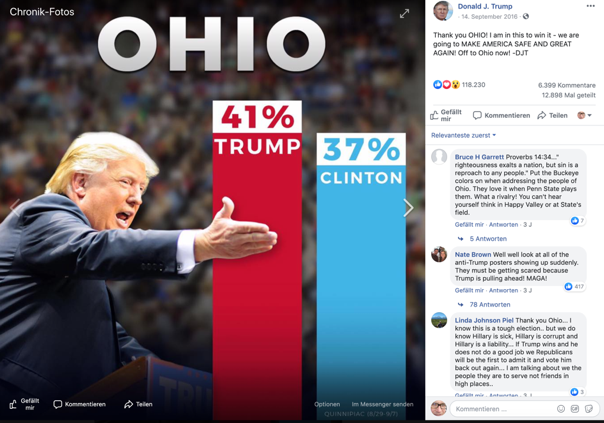 Chronik-Fotos
OHIO
41%
TRUMP
37%
CLINTON
Gefällt
mir
Kommentieren
Teilen
Optionen
Im Messenger senden
QUINNIPIAC (8/29-9/7)
Donald J. Trump
14. September 2016 ·
Thank you OHIO! I am in this to win it - we are
going to MAKE AMERICA SAFE AND GREAT
AGAIN! Off to Ohio now! -DJT
118.230
6.399 Kommentare
12.898 Mal geteilt
Gefällt
mir
Kommentieren
Teilen
Relevanteste zuerst
Bruce H Garrett Proverbs 14:34..."
righteousness exalts a nation, but sin is a
reproach to any people." Put the Buckeye
colors on when addressing the people of
Ohio. They love it when Penn State plays
them. What a rivalry! You can't hear
yourself think in Happy Valley or at State's
field.
7
Gefällt mir · Antworten · 3 J
5 Antworten
Nate Brown Well well look at all of the
anti-Trump posters showing up suddenly.
They must be getting scared because
Trump is pulling ahead! MAGA!
417
Gefällt mir · Antworten · 3 J
78 Antworten
Linda Johnson Piel Thank you Ohio... I
know this is a tough election.. but we do
know Hillary is sick, Hillary is corrupt and
Hillary is a liability... If Trump wins and he
does not do a good job we Republicans
will be the first to admit it and vote him
back out again... I am talking about we the
people they are to serve not friends in
high places..
3
Gefällt mir · Antworten · 3 J
Kommentieren ...